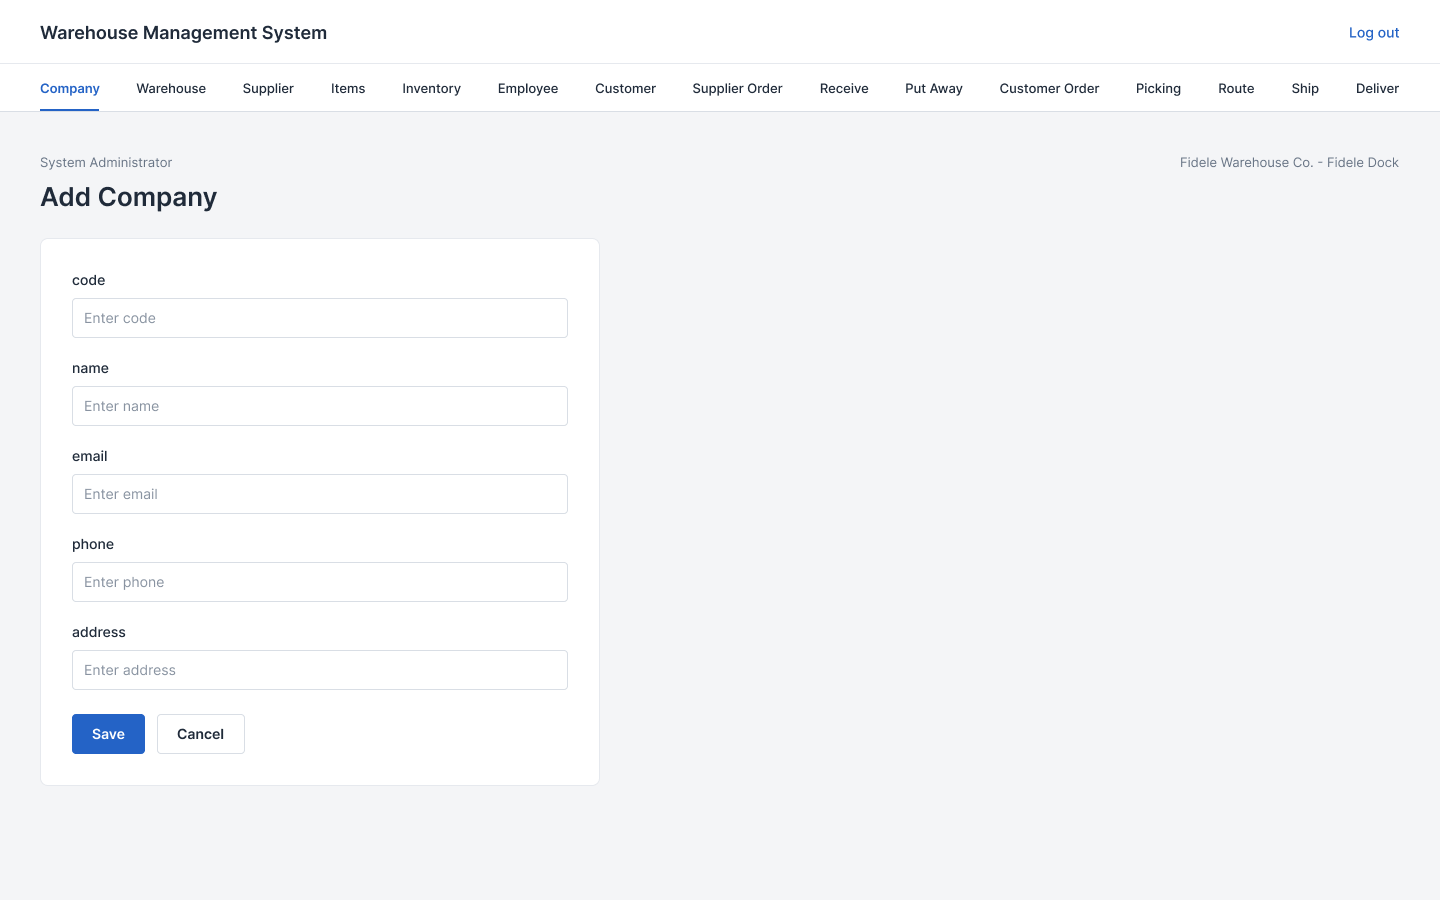 Warehouse Management System
Log out
Company Warehouse Supplier Items Inventory Employee Customer Supplier Order Receive Put Away Customer Order Picking Route Ship Deliver
System Administrator
Fidele Warehouse Co. - Fidele Dock
Add Company
code
Enter code
name
Enter name
email
Enter email
phone
Enter phone
address
Enter address
Save Cancel